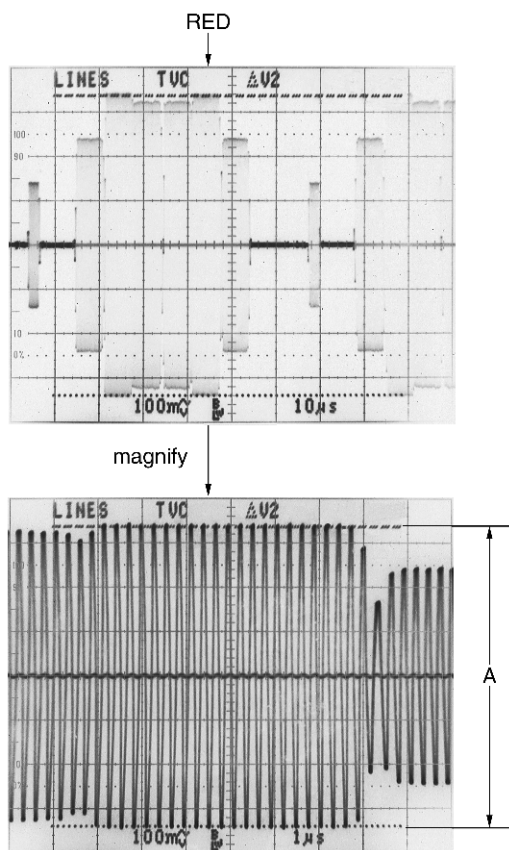 RED
LINES TVC ΔV2
100
90
10
0%
100mV 10µs
magnify
LINES TVC ΔV2
A
100mV 1µs